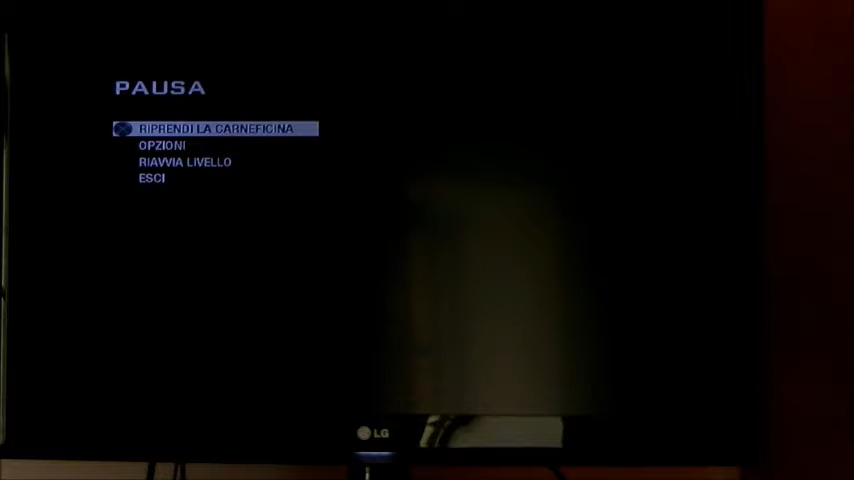 PAUSA
RIPRENDI LA CARNEFICINA
OPZIONI
RIAVVIA LIVELLO
ESCI
LG